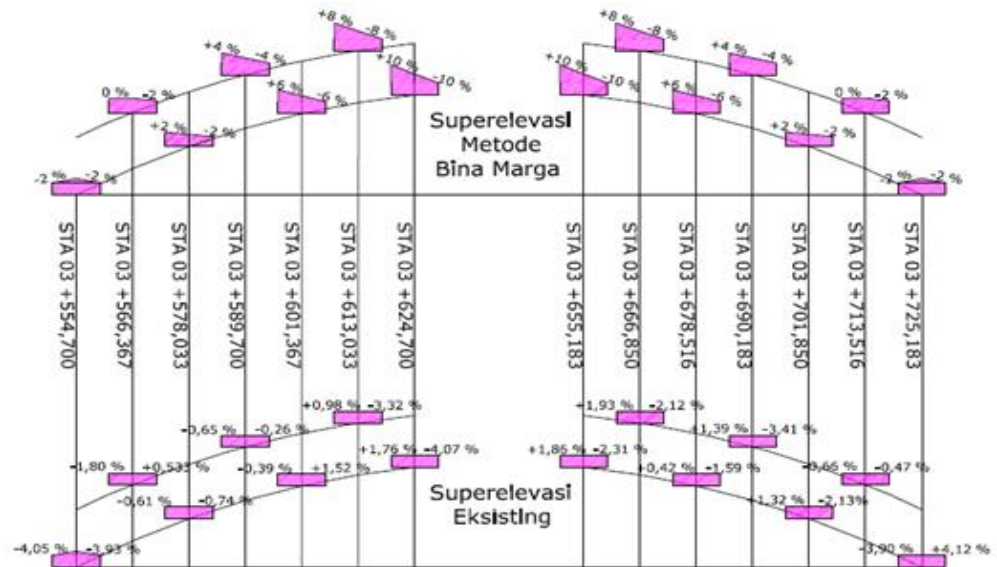 +8 % -8 %
+8 % -8 %
+4 % -4 %
+10 % -10 %
+10 % -10 %
+4 % -4 %
0 % -2 %
+6 % -6 %
+6 % -6 %
0 % -2 %
+2 % -2 %
Superelevasi
Metode
Bina Marga
+2 % -2 %
-2 % -2 %
-2 % -2 %
STA 03 +554,700
STA 03 +566,367
STA 03 +578,033
STA 03 +589,700
STA 03 +601,367
STA 03 +613,033
STA 03 +624,700
STA 03 +655,183
STA 03 +666,850
STA 03 +678,516
STA 03 +690,183
STA 03 +701,850
STA 03 +713,516
STA 03 +725,183
+0,98 % -3,32 %
+1,93 % -2,12 %
-0,65 % -0,26 %
+1,39 % -3,41 %
+1,76 % -4,07 %
+1,86 % -2,31 %
-1,80 %
-0,39 % +1,52 %
+0,42 % -1,59 %
-0,66 % -0,47 %
-0,61 % -0,74 %
Superelevasi
Eksisting
+1,32 % -2,13%
-4,05 % -3,93 %
-3,90 % +4,12 %